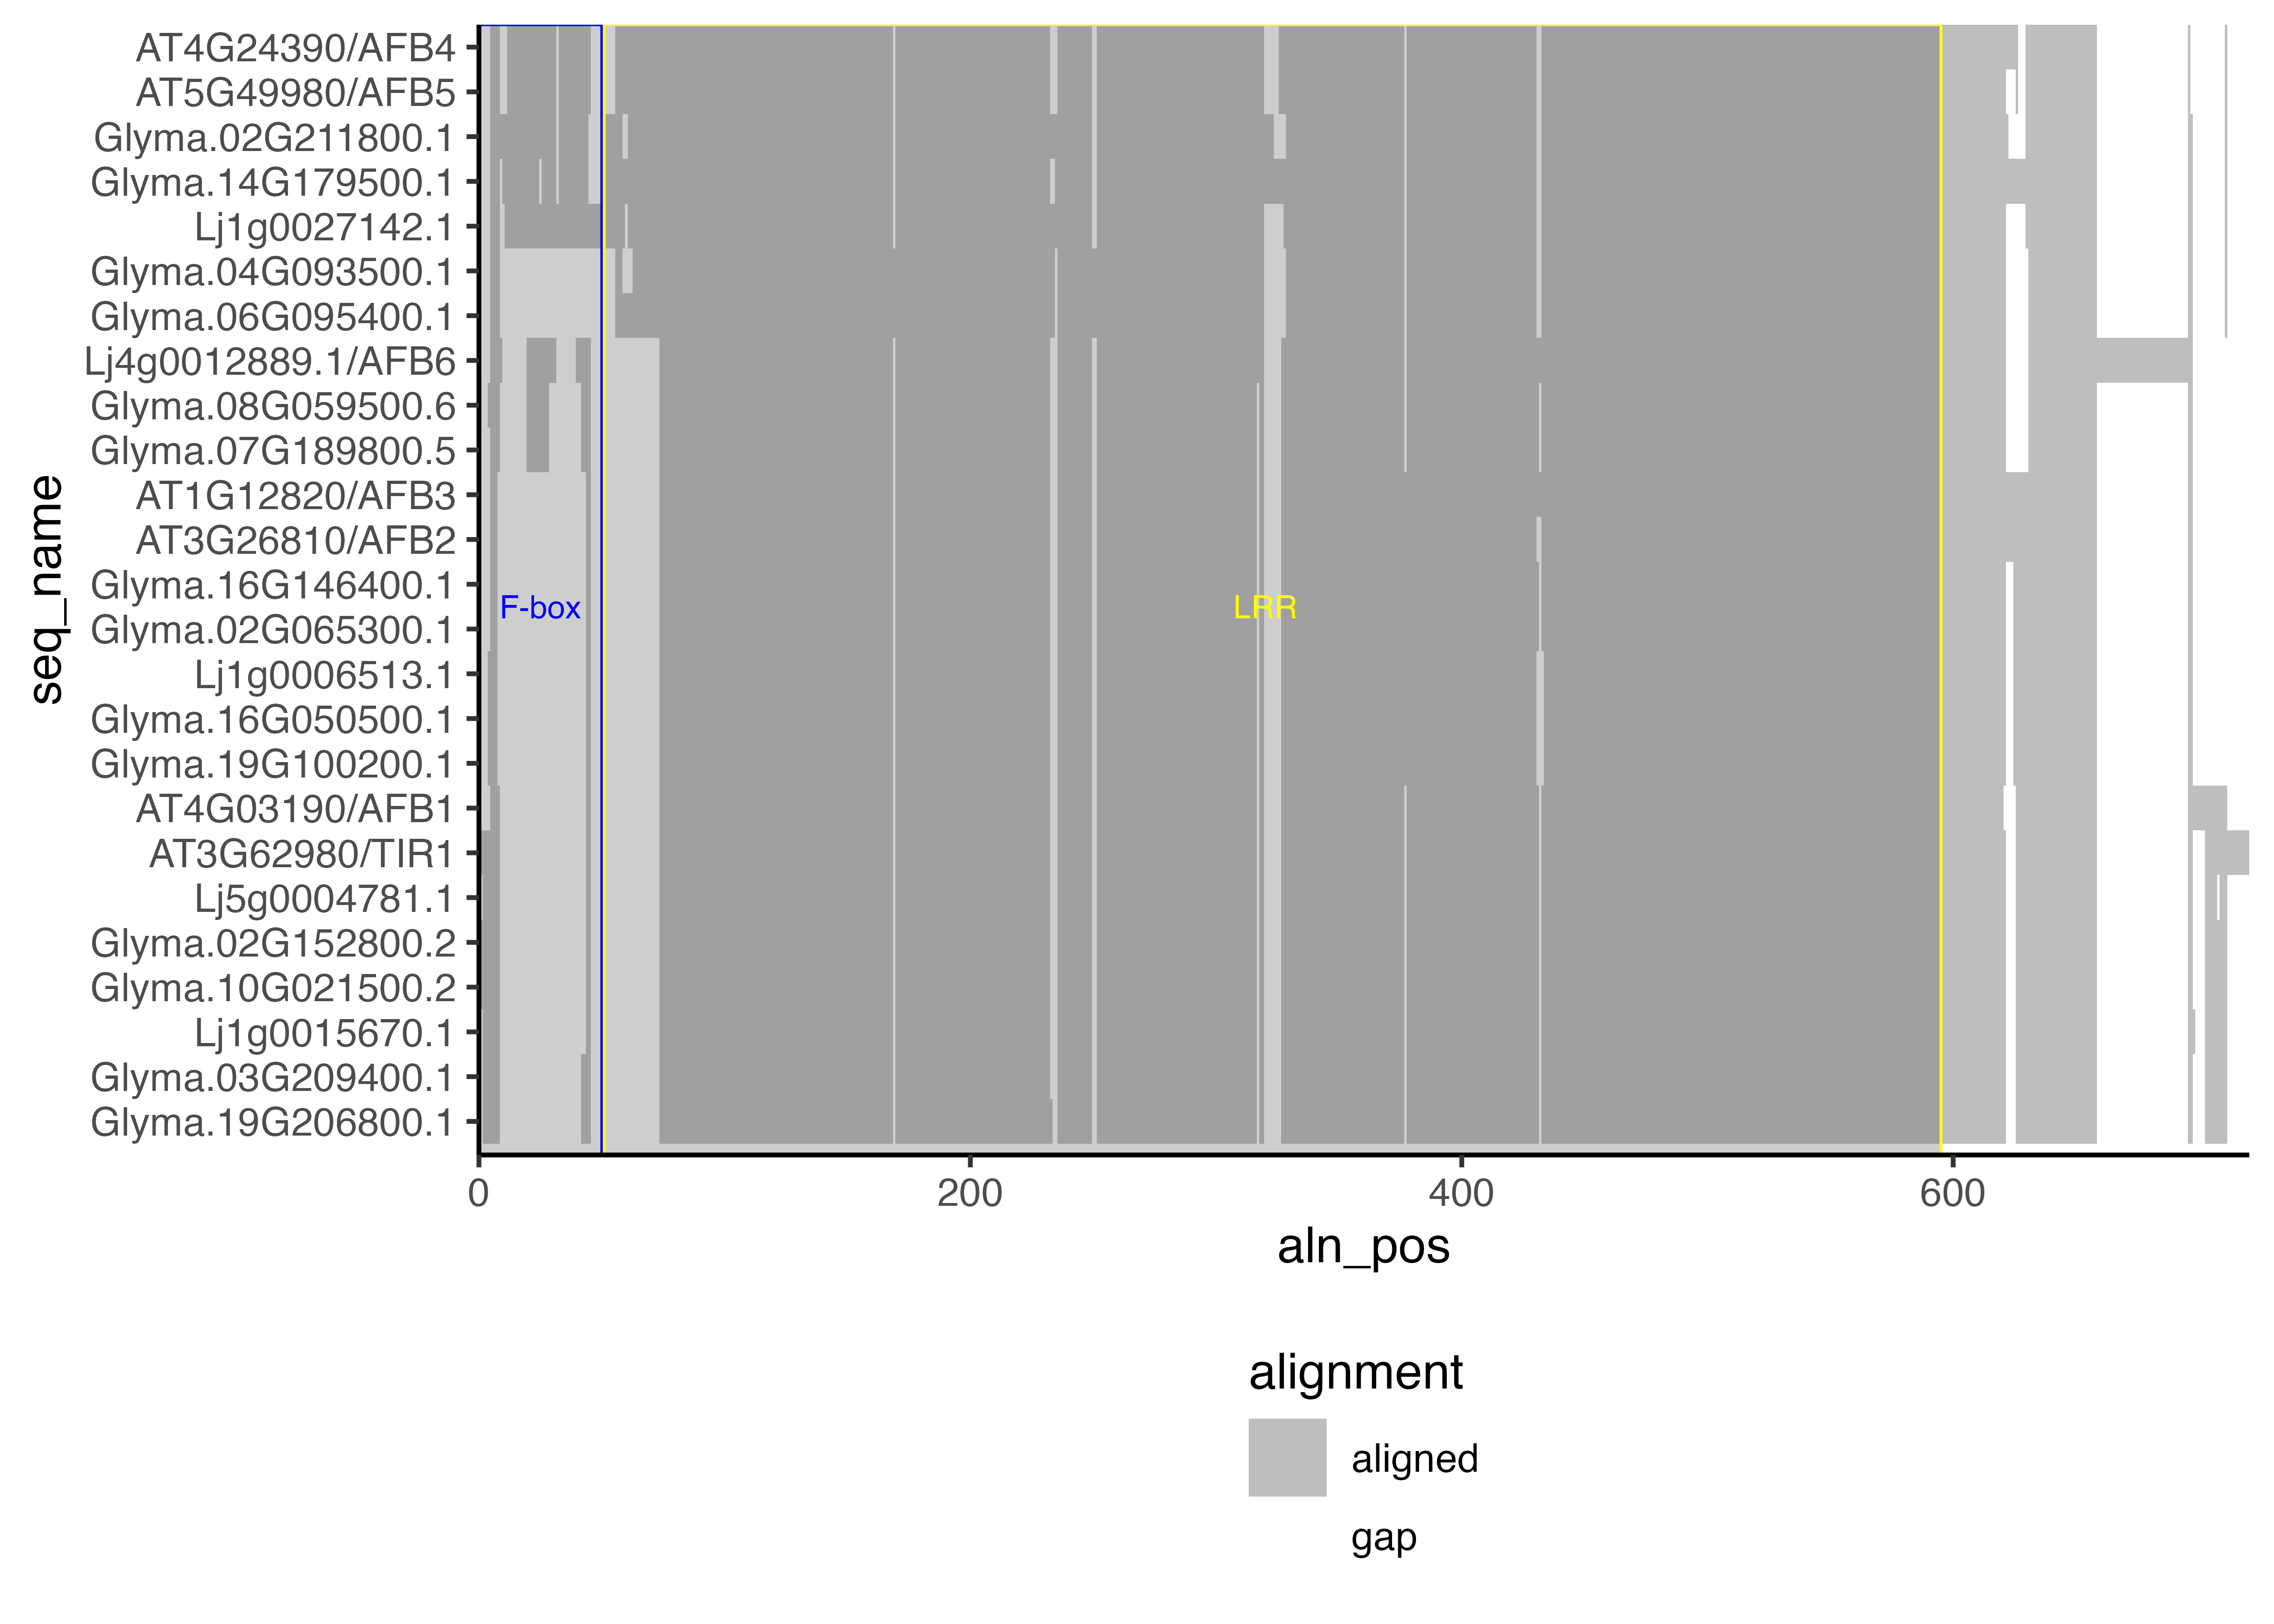 AT4G24390/AFB4
AT5G49980/AFB5
Glyma.02G211800.1
Glyma.14G179500.1
Lj1g0027142.1
Glyma.04G093500.1
Glyma.06G095400.1
Lj4g0012889.1/AFB6
Glyma.08G059500.6
Glyma.07G189800.5
AT1G12820/AFB3
AT3G26810/AFB2
Glyma.16G146400.1
F-box
LRR
Glyma.02G065300.1
Lj1g0006513.1
Glyma.16G050500.1
Glyma.19G100200.1
AT4G03190/AFB1
AT3G62980/TIR1
Lj5g0004781.1
Glyma.02G152800.2
Glyma.10G021500.2
Lj1g0015670.1
Glyma.03G209400.1
Glyma.19G206800.1
seq_name
0 200 400 600
aln_pos
alignment
aligned
gap